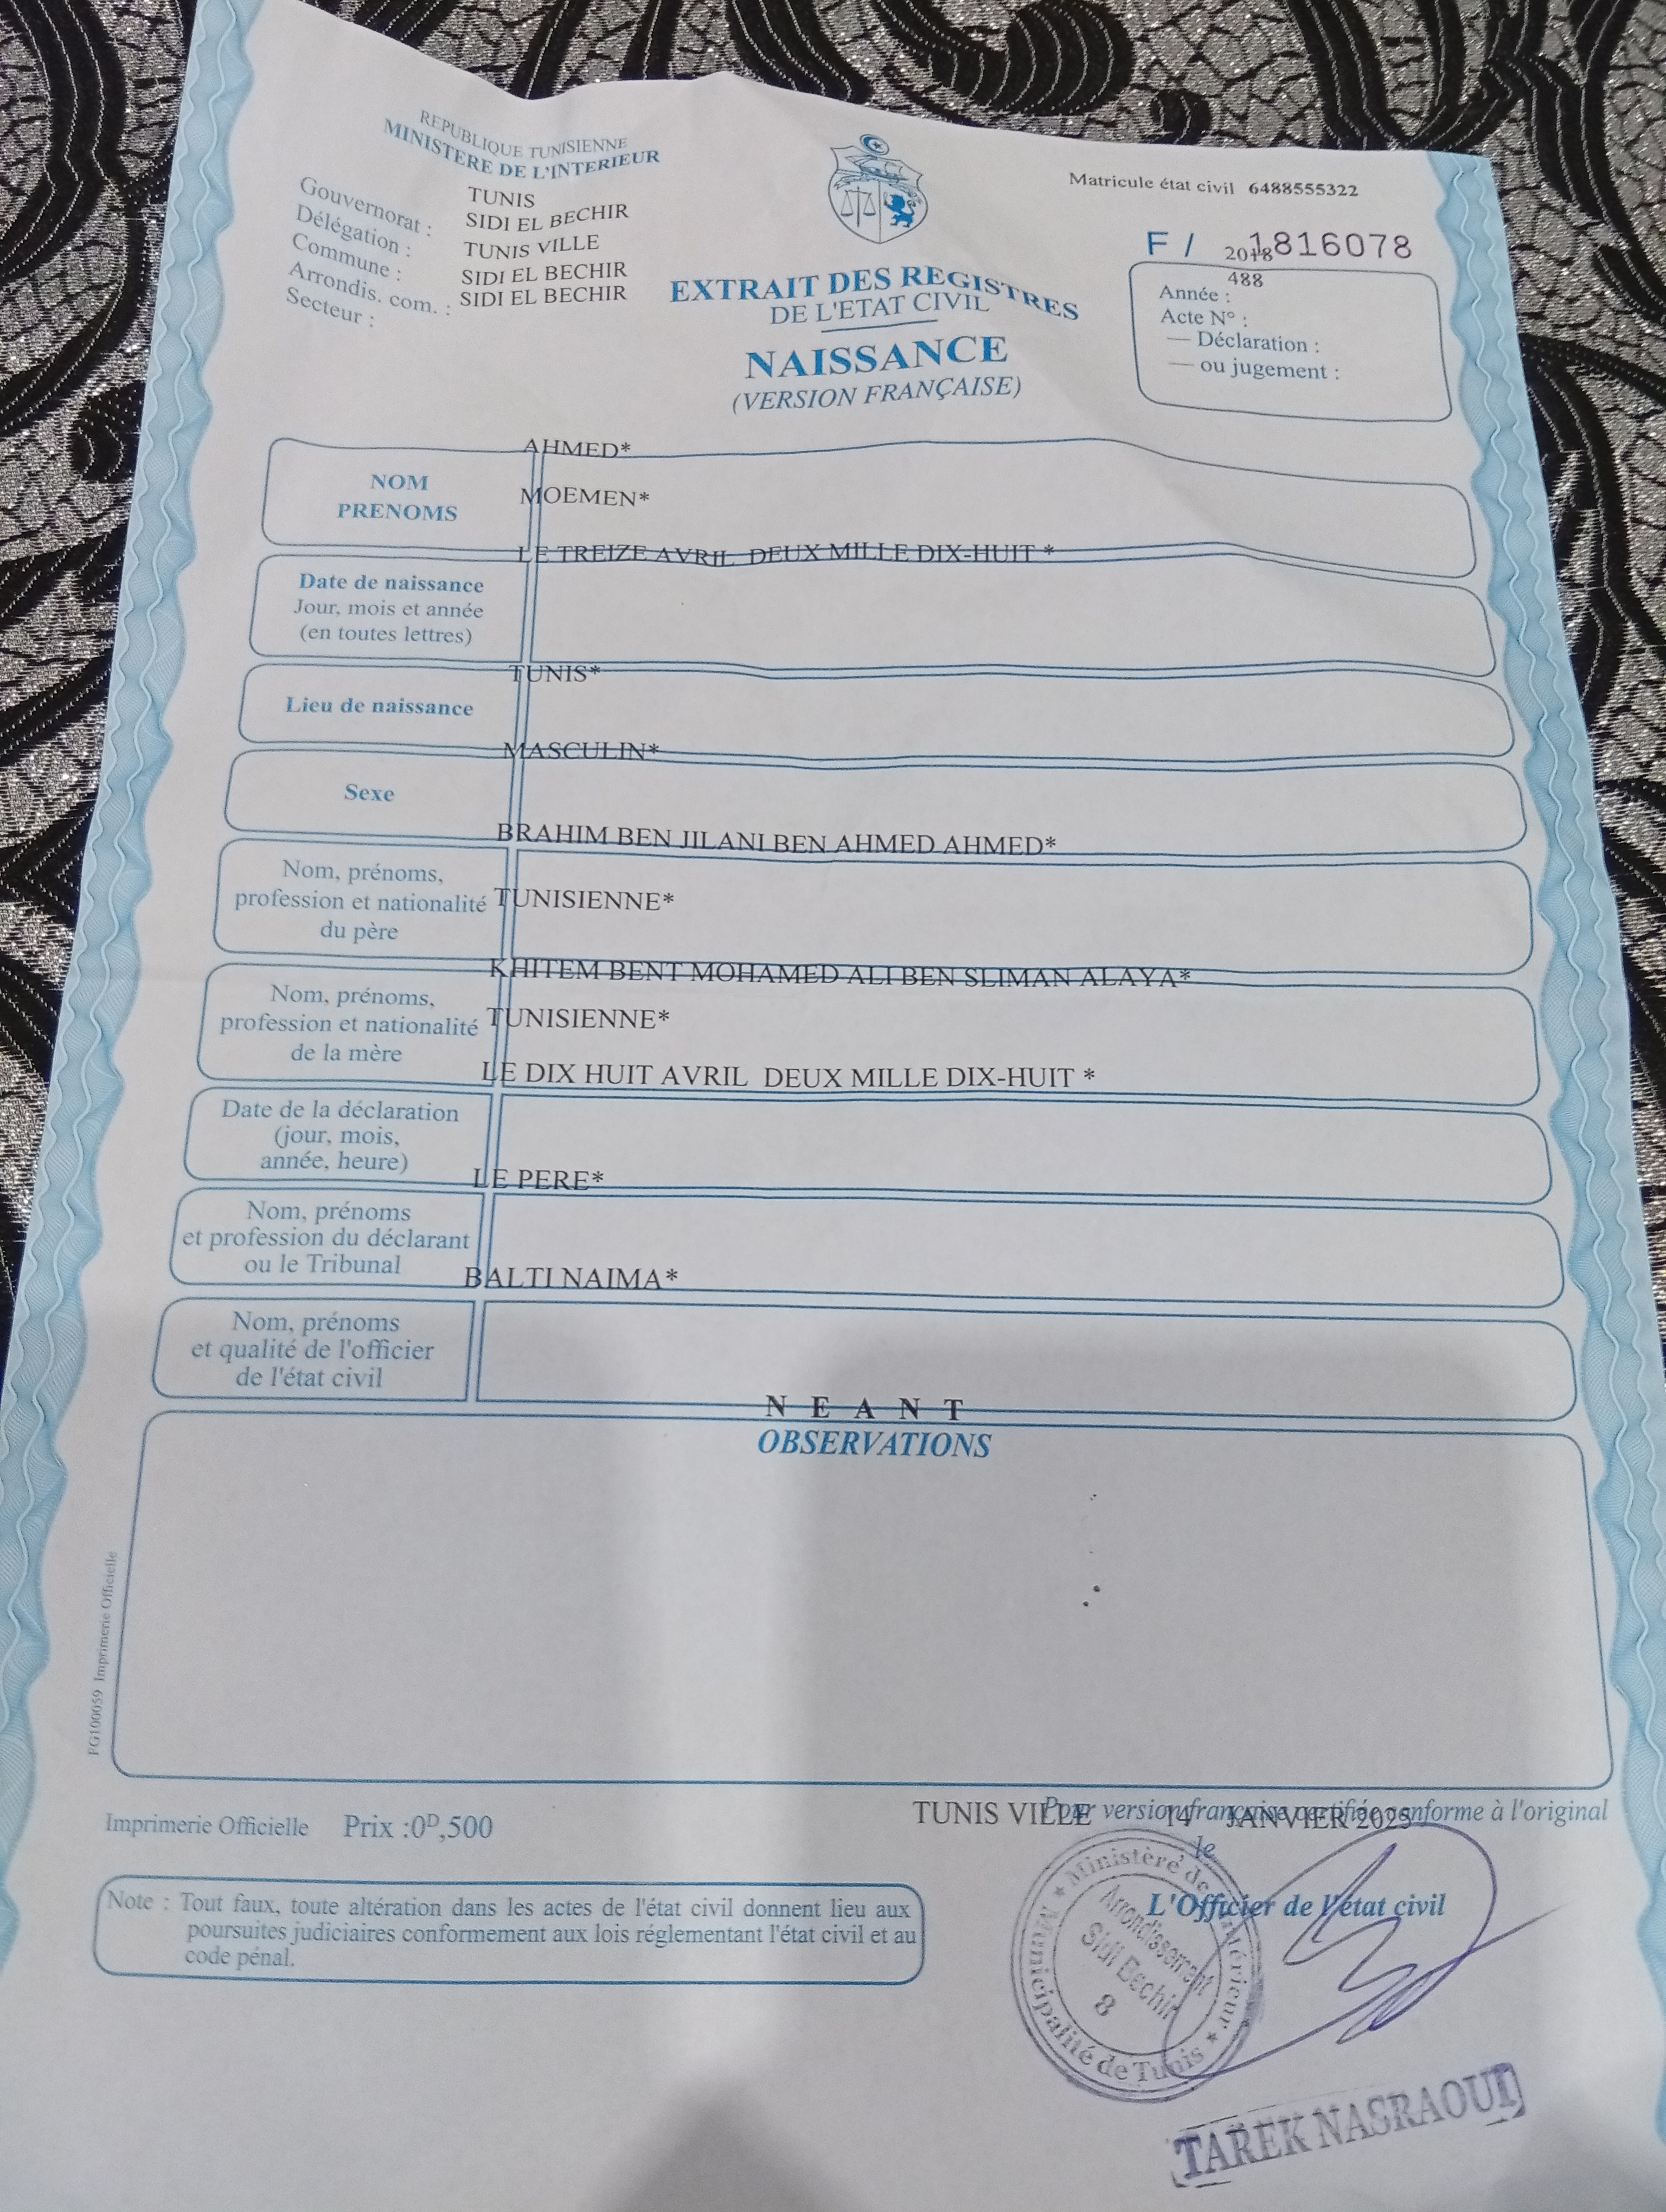 REPUBLIQUE TUNISIENNE
MINISTERE DE L'INTERIEUR
Gouvernorat : TUNIS
Délégation : SIDI EL BECHIR
Commune : TUNIS VILLE
Arrondis. com. : SIDI EL BECHIR
Secteur : SIDI EL BECHIR
Matricule état civil 6488555322
F / 1816078
2018
488
Année :
Acte N° :
— Déclaration :
— ou jugement :
EXTRAIT DES REGISTRES
DE L'ETAT CIVIL
NAISSANCE
(VERSION FRANÇAISE)
AHMED*
NOM
PRENOMS
MOEMEN*
LE TREIZE AVRIL DEUX MILLE DIX-HUIT *
Date de naissance
Jour, mois et année
(en toutes lettres)
TUNIS*
Lieu de naissance
MASCULIN*
Sexe
BRAHIM BEN JILANI BEN AHMED AHMED*
Nom, prénoms,
profession et nationalité
du père
TUNISIENNE*
KHITEM BENT MOHAMED ALI BEN SLIMAN ALAYA*
Nom, prénoms,
profession et nationalité
de la mère
TUNISIENNE*
LE DIX HUIT AVRIL DEUX MILLE DIX-HUIT *
Date de la déclaration
(jour, mois,
année, heure)
LE PERE*
Nom, prénoms
et profession du déclarant
ou le Tribunal
BALTI NAIMA*
Nom, prénoms
et qualité de l'officier
de l'état civil
N E A N T
OBSERVATIONS
FG100059 Imprimerie Officielle
Imprimerie Officielle Prix :0ᴰ,500
TUNIS VILLE 14 JANVIER 2025
Pour version française certifiée conforme à l'original
le
L'Officier de l'état civil
Note : Tout faux, toute altération dans les actes de l'état civil donnent lieu aux
poursuites judiciaires conformement aux lois réglementant l'état civil et au
code pénal.
Ministère de l'Intérieur ★ Municipalité de Tunis ★
Arrondissement
Sidi Bechir
8
TAREK NASRAOUI